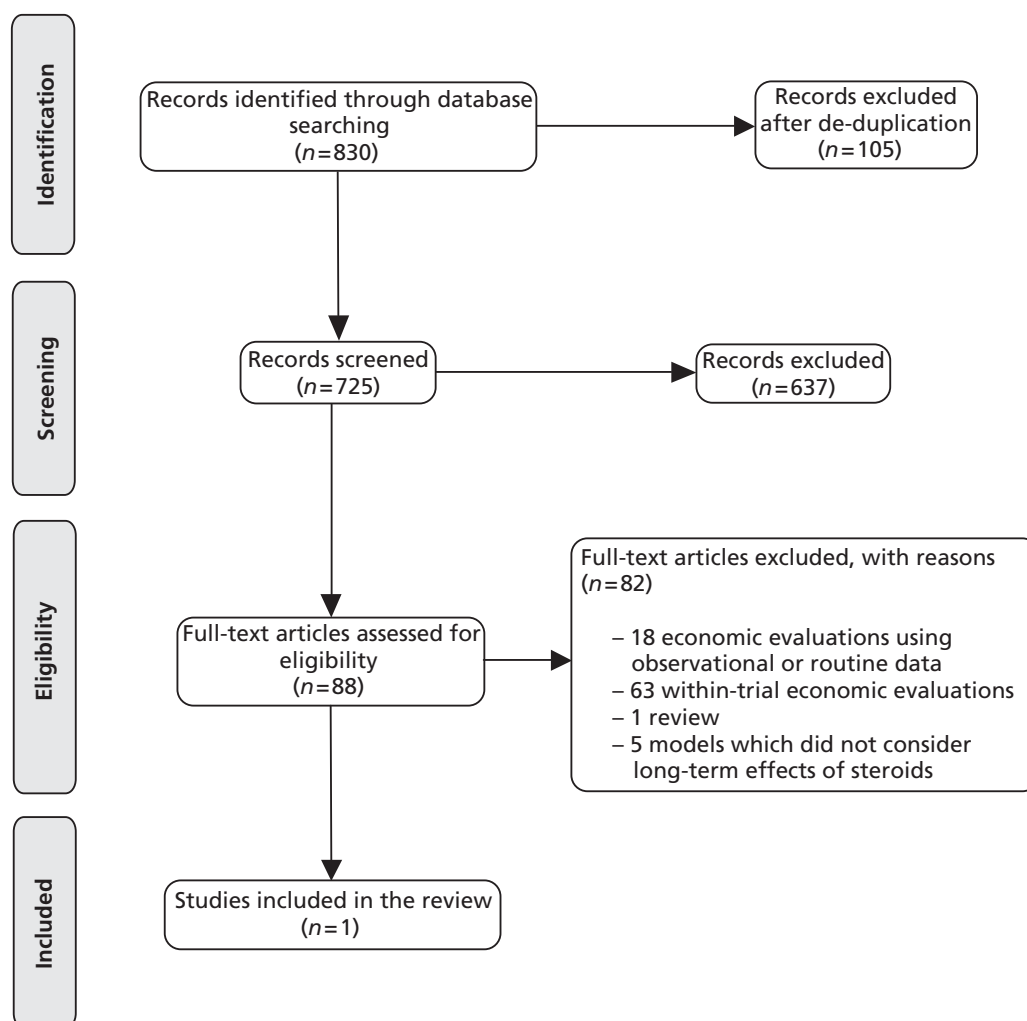 Identification
Records identified through database
searching
(n=830)
Records excluded
after de-duplication
(n=105)
Screening
Records screened
(n=725)
Records excluded
(n=637)
Eligibility
Full-text articles assessed for
eligibility
(n=88)
Full-text articles excluded, with reasons
(n=82)
– 18 economic evaluations using
observational or routine data
– 63 within-trial economic evaluations
– 1 review
– 5 models which did not consider
long-term effects of steroids
Included
Studies included in the review
(n=1)